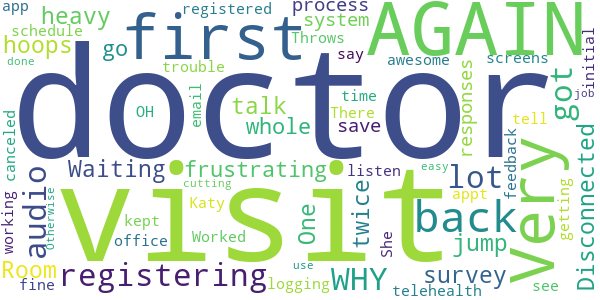 app
registered
process
AGAIN
heavy
first
system
schedule
hoops
go
Throws
say
awesome
screens
initial
done
trouble
doctor
time
got
job
OH
email
talk
There
responses
tell
canceled
whole
save
Disconnected
Waiting
frustrating
listen
lot
feedback
easy
audio
visit
cutting
very
working
Otherwise
kept
Katy
One
twice
back
appt
getting
office
Worked
She
jump
Room
registering
WHY
survey
see
fine
logging
use
telehealth